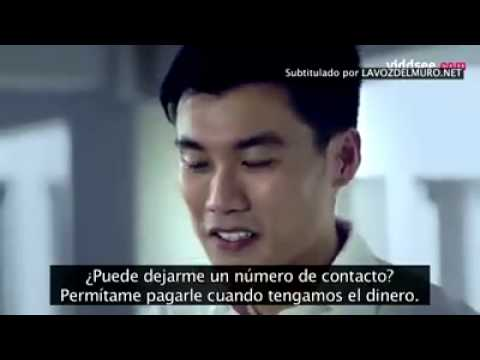 viddsee.com
Subtitulado por LAVOZDELMURO.NET
¿Puede dejarme un número de contacto?
Permítame pagarle cuando tengamos el dinero.